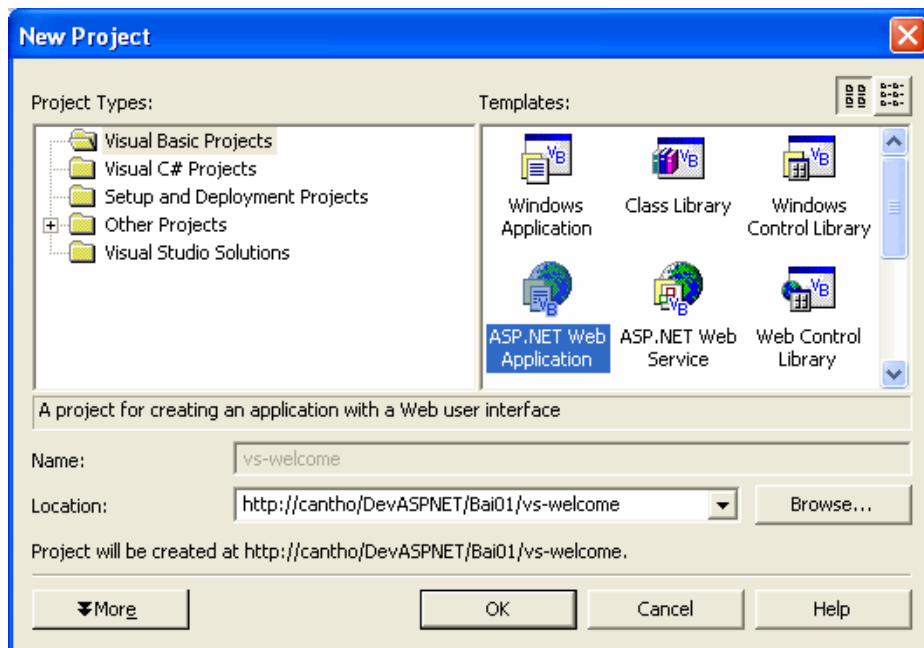 New Project
Project Types:
Templates:
Visual Basic Projects
Visual C# Projects
Setup and Deployment Projects
Other Projects
Visual Studio Solutions
Windows
Application
Class Library
Windows
Control Library
ASP.NET Web
Application
ASP.NET Web
Service
Web Control
Library
A project for creating an application with a Web user interface
Name:
vs-welcome
Location:
http://cantho/DevASPNET/Bai01/vs-welcome
Browse...
Project will be created at http://cantho/DevASPNET/Bai01/vs-welcome.
More
OK
Cancel
Help